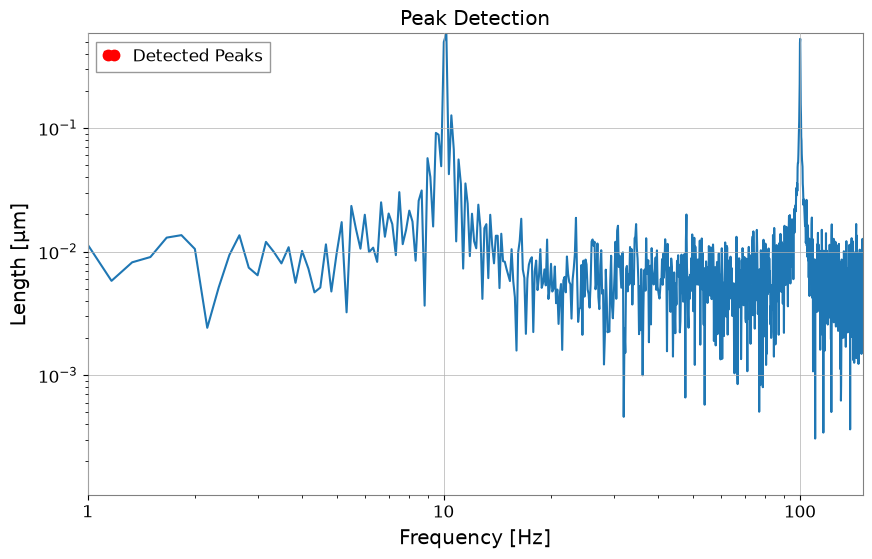 Peak Detection
Detected Peaks
10⁻¹
10⁻²
10⁻³
Length [µm]
1
10
100
Frequency [Hz]